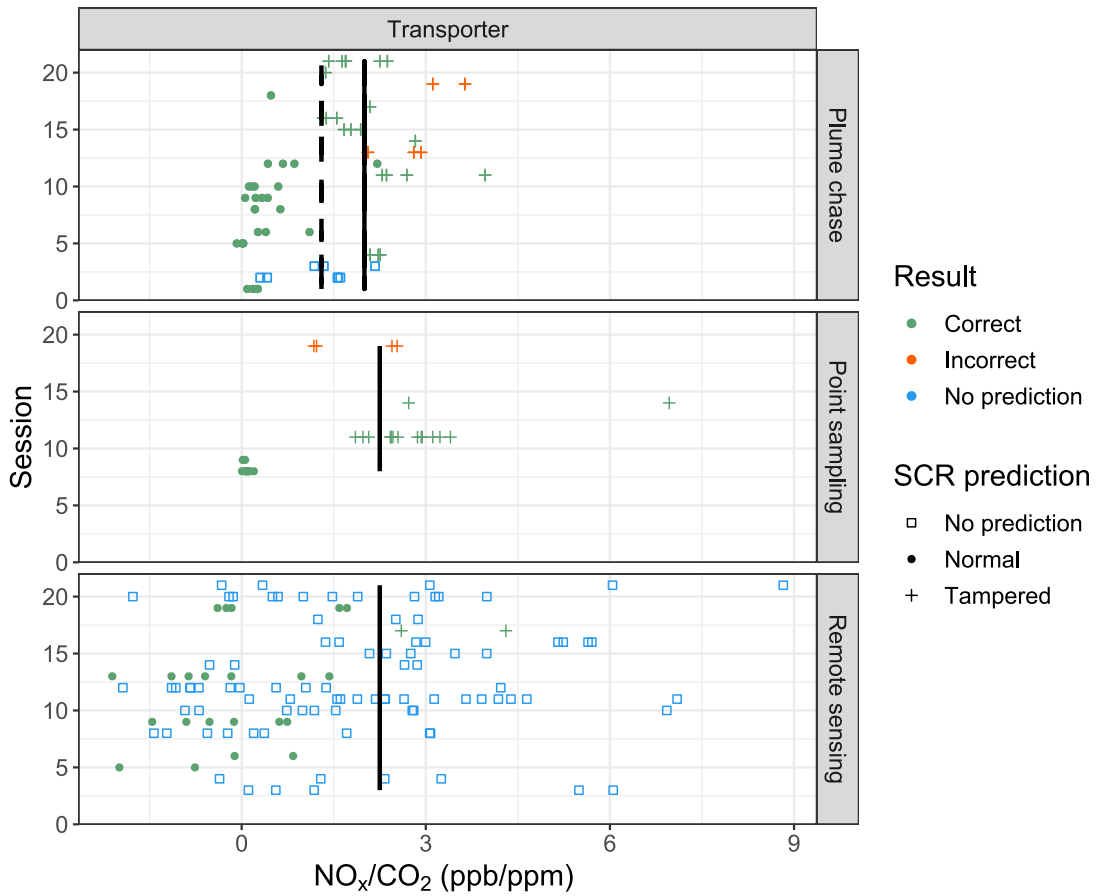 Transporter
20
15
10
5
0
Plume chase
20
15
10
5
0
Point sampling
20
15
10
5
0
Remote sensing
Session
0 3 6 9
NOₓ/CO₂ (ppb/ppm)
Result
Correct
Incorrect
No prediction
SCR prediction
No prediction
Normal
Tampered